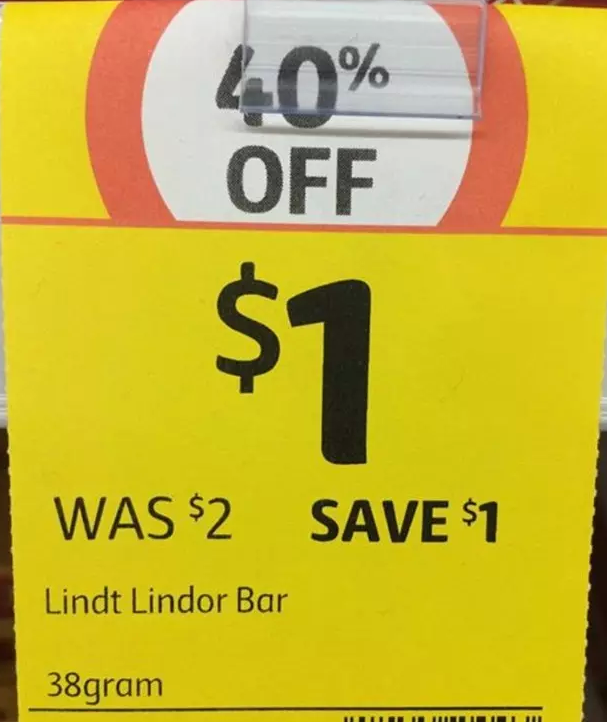 40%
OFF
$1
WAS $2 SAVE $1
Lindt Lindor Bar
38gram